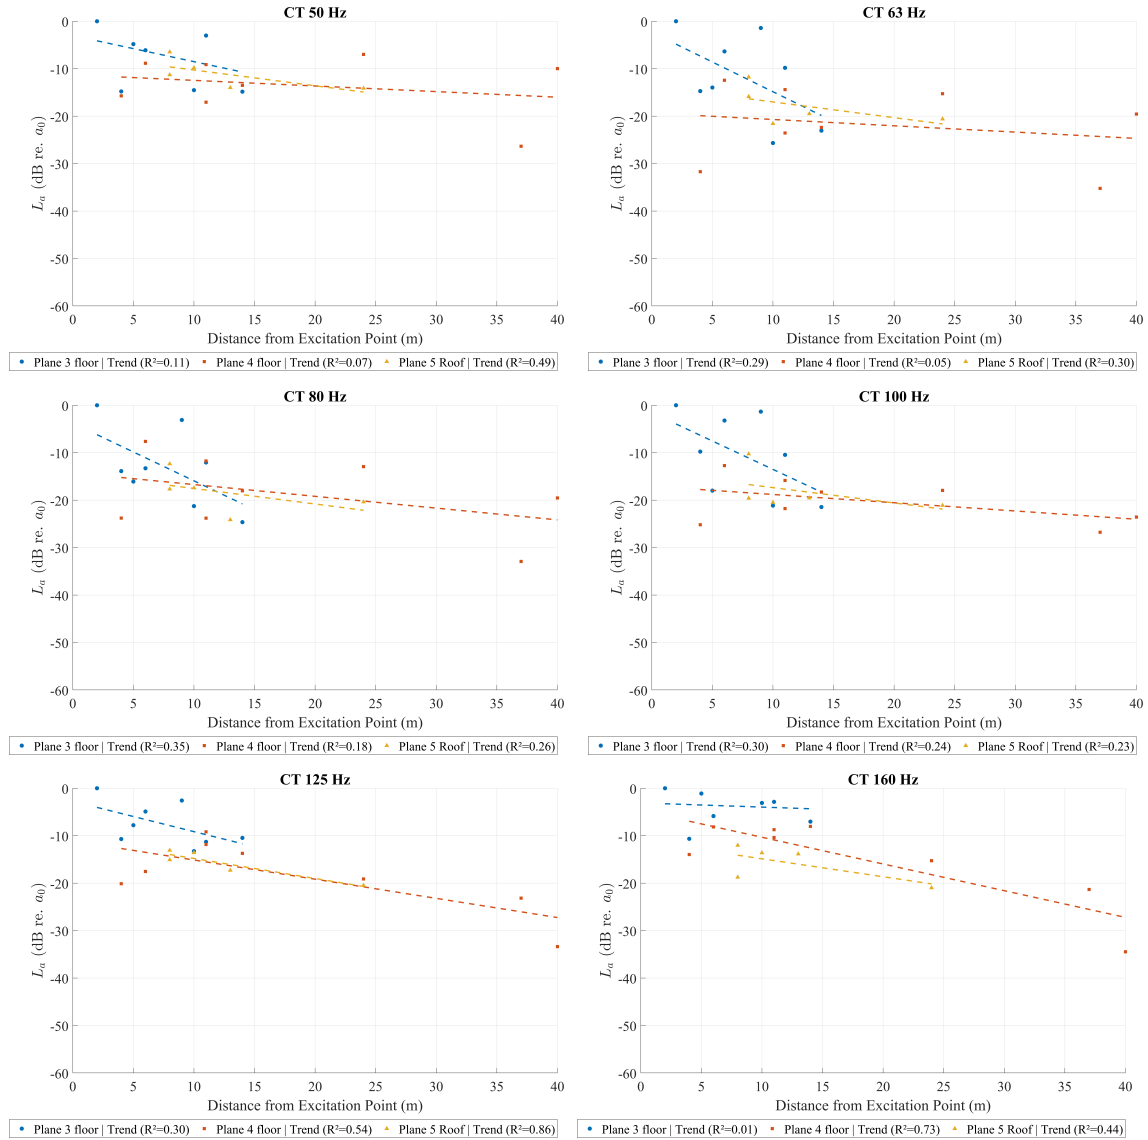 CT 50 Hz
0
-10
-20
-30
-40
-50
-60
L_a (dB re. a_0)
0 5 10 15 20 25 30 35 40
Distance from Excitation Point (m)
Plane 3 floor | Trend (R²=0.11) Plane 4 floor | Trend (R²=0.07) Plane 5 Roof | Trend (R²=0.49)
CT 63 Hz
0
-10
-20
-30
-40
-50
-60
L_a (dB re. a_0)
0 5 10 15 20 25 30 35 40
Distance from Excitation Point (m)
Plane 3 floor | Trend (R²=0.29) Plane 4 floor | Trend (R²=0.05) Plane 5 Roof | Trend (R²=0.30)
CT 80 Hz
0
-10
-20
-30
-40
-50
-60
L_a (dB re. a_0)
0 5 10 15 20 25 30 35 40
Distance from Excitation Point (m)
Plane 3 floor | Trend (R²=0.35) Plane 4 floor | Trend (R²=0.18) Plane 5 Roof | Trend (R²=0.26)
CT 100 Hz
0
-10
-20
-30
-40
-50
-60
L_a (dB re. a_0)
0 5 10 15 20 25 30 35 40
Distance from Excitation Point (m)
Plane 3 floor | Trend (R²=0.30) Plane 4 floor | Trend (R²=0.24) Plane 5 Roof | Trend (R²=0.23)
CT 125 Hz
0
-10
-20
-30
-40
-50
-60
L_a (dB re. a_0)
0 5 10 15 20 25 30 35 40
Distance from Excitation Point (m)
Plane 3 floor | Trend (R²=0.30) Plane 4 floor | Trend (R²=0.54) Plane 5 Roof | Trend (R²=0.86)
CT 160 Hz
0
-10
-20
-30
-40
-50
-60
L_a (dB re. a_0)
0 5 10 15 20 25 30 35 40
Distance from Excitation Point (m)
Plane 3 floor | Trend (R²=0.01) Plane 4 floor | Trend (R²=0.73) Plane 5 Roof | Trend (R²=0.44)